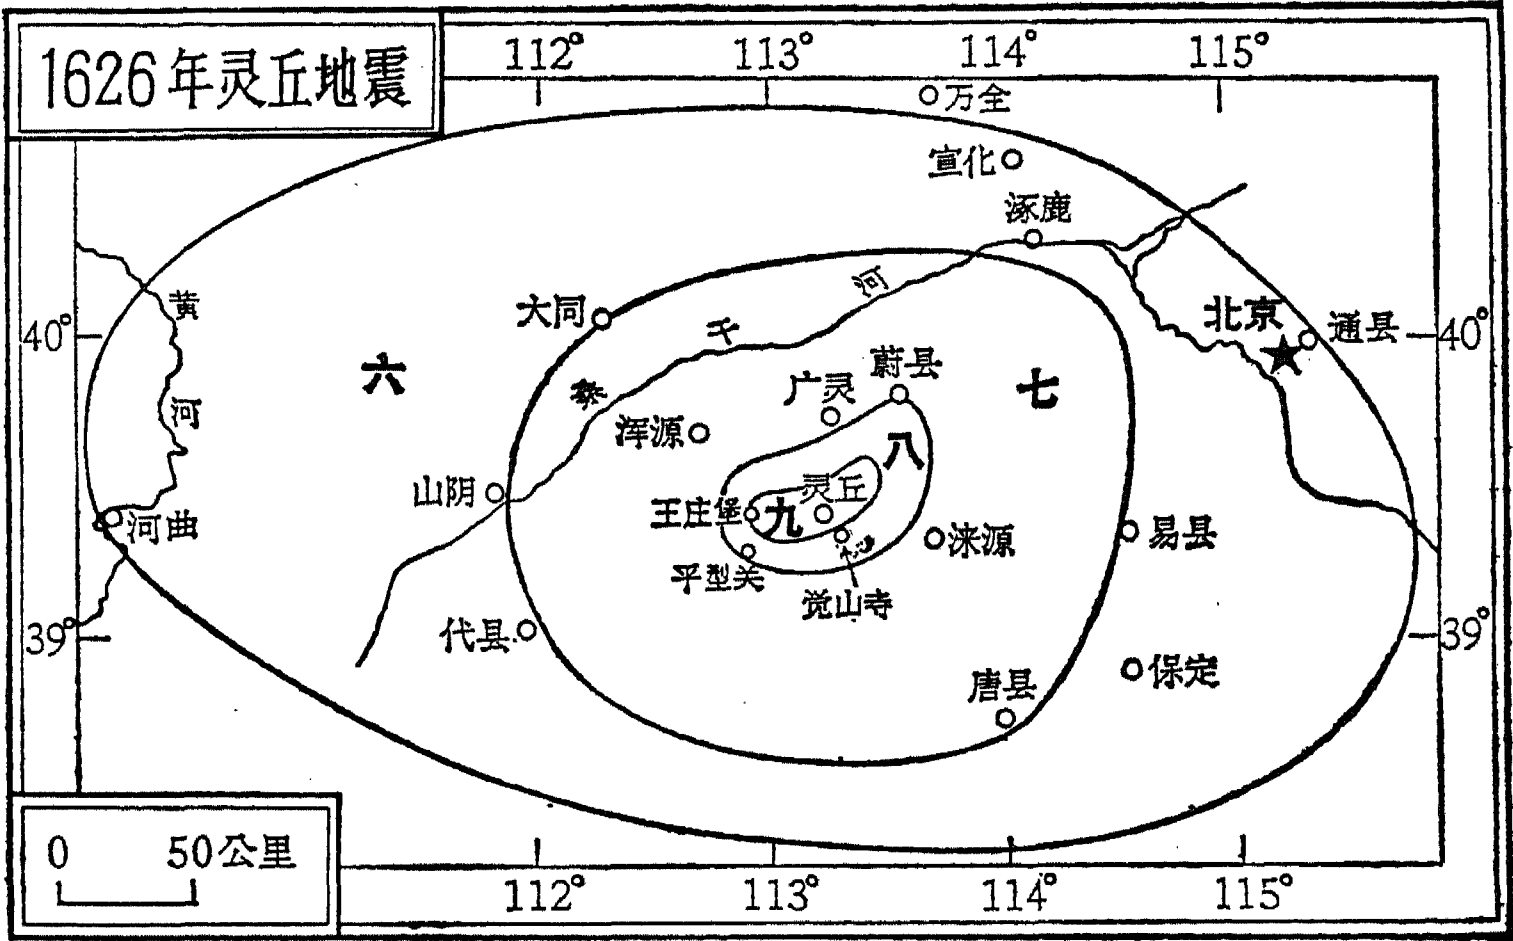 1626年灵丘地震
112° 113° 114° 115°
万全
宣化
涿鹿
黄
河
大同
桑
干
河
北京
通县
40°
40°
六
七
蔚县
广灵
八
浑源
山阴
灵丘
王庄堡
九
河曲
涞源
易县
平型关
觉山寺
代县
39°
39°
唐县
保定
0 50公里
112° 113° 114° 115°